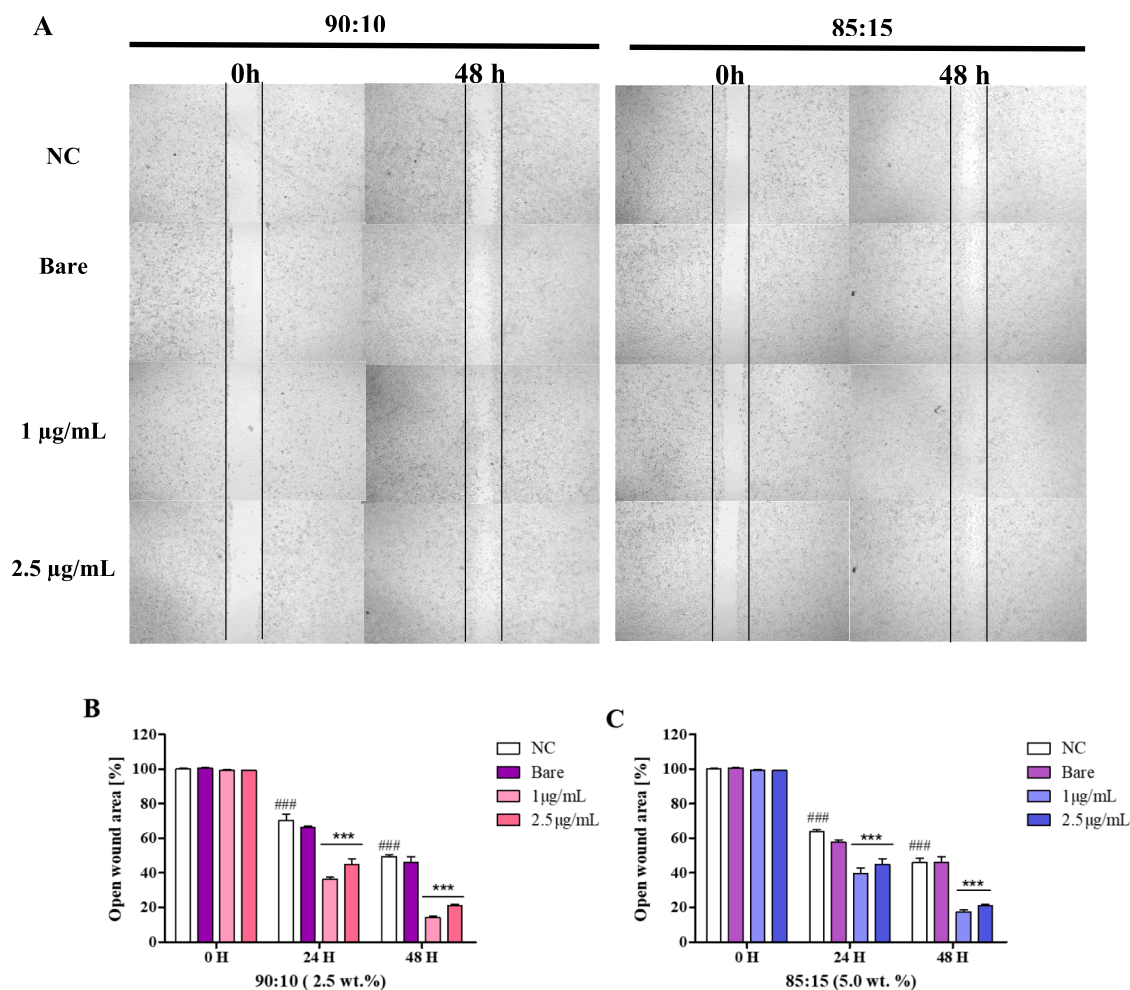 A
90:10
85:15
0h
48 h
0h
48 h
NC
Bare
1 µg/mL
2.5 µg/mL
B
120
100
80
60
40
20
0
Open wound area [%]
###
***
###
***
0 H
24 H
48 H
90:10 ( 2.5 wt.%)
NC
Bare
1µg/mL
2.5µg/mL
C
120
100
80
60
40
20
0
Open wound area [%]
###
***
###
***
0 H
24 H
48 H
85:15 (5.0 wt. %)
NC
Bare
1µg/mL
2.5µg/mL